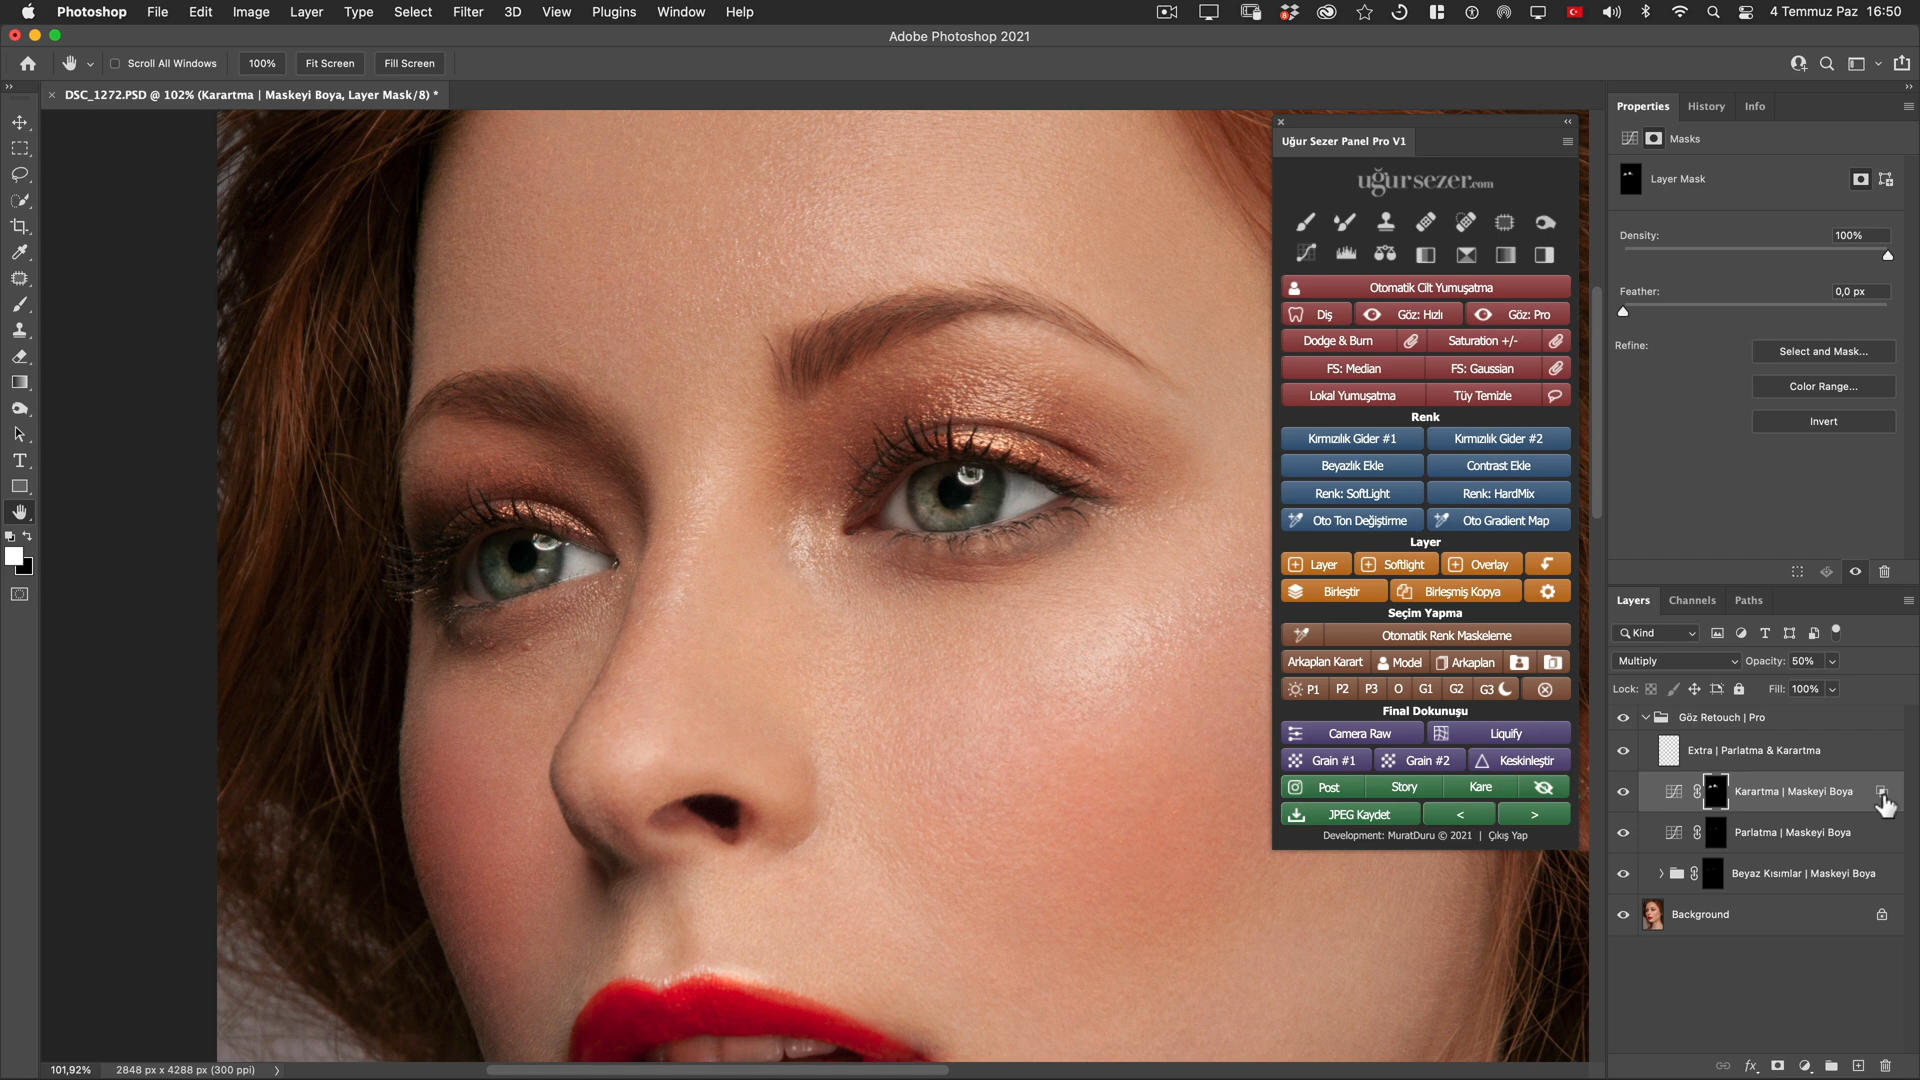 Photoshop File Edit Image Layer Type Select Filter 3D View Plugins Window Help 4 Temmuz Paz 16:50
Adobe Photoshop 2021
Scroll All Windows 100% Fit Screen Fill Screen
DSC_1272.PSD @ 102% (Karartma | Maskeyi Boya, Layer Mask/8) *
Uğur Sezer Panel Pro V1
uğursezer.com
Otomatik Cilt Yumuşatma
Diş Göz: Hızlı Göz: Pro
Dodge & Burn Saturation +/-
FS: Median FS: Gaussian
Lokal Yumuşatma Tüy Temizle
Renk
Kırmızılık Gider #1 Kırmızılık Gider #2
Beyazlık Ekle Contrast Ekle
Renk: SoftLight Renk: HardMix
Oto Ton Değiştirme Oto Gradient Map
Layer
Layer Softlight Overlay
Birleştir Birleşmiş Kopya
Seçim Yapma
Otomatik Renk Maskeleme
Arkaplan Karart Model Arkaplan
P1 P2 P3 O G1 G2 G3
Final Dokunuşu
Camera Raw Liquify
Grain #1 Grain #2 Keskinleştir
Post Story Kare
JPEG Kaydet < >
Development: MuratDuru © 2021 | Çıkış Yap
Properties History Info
Masks
Layer Mask
Density: 100%
Feather: 0,0 px
Refine: Select and Mask...
Color Range...
Invert
Layers Channels Paths
Kind
Multiply Opacity: 50%
Lock: Fill: 100%
Göz Retouch | Pro
Extra | Parlatma & Karartma
Karartma | Maskeyi Boya
Parlatma | Maskeyi Boya
Beyaz Kısımlar | Maskeyi Boya
Background
101,92% 2848 px x 4288 px (300 ppi)